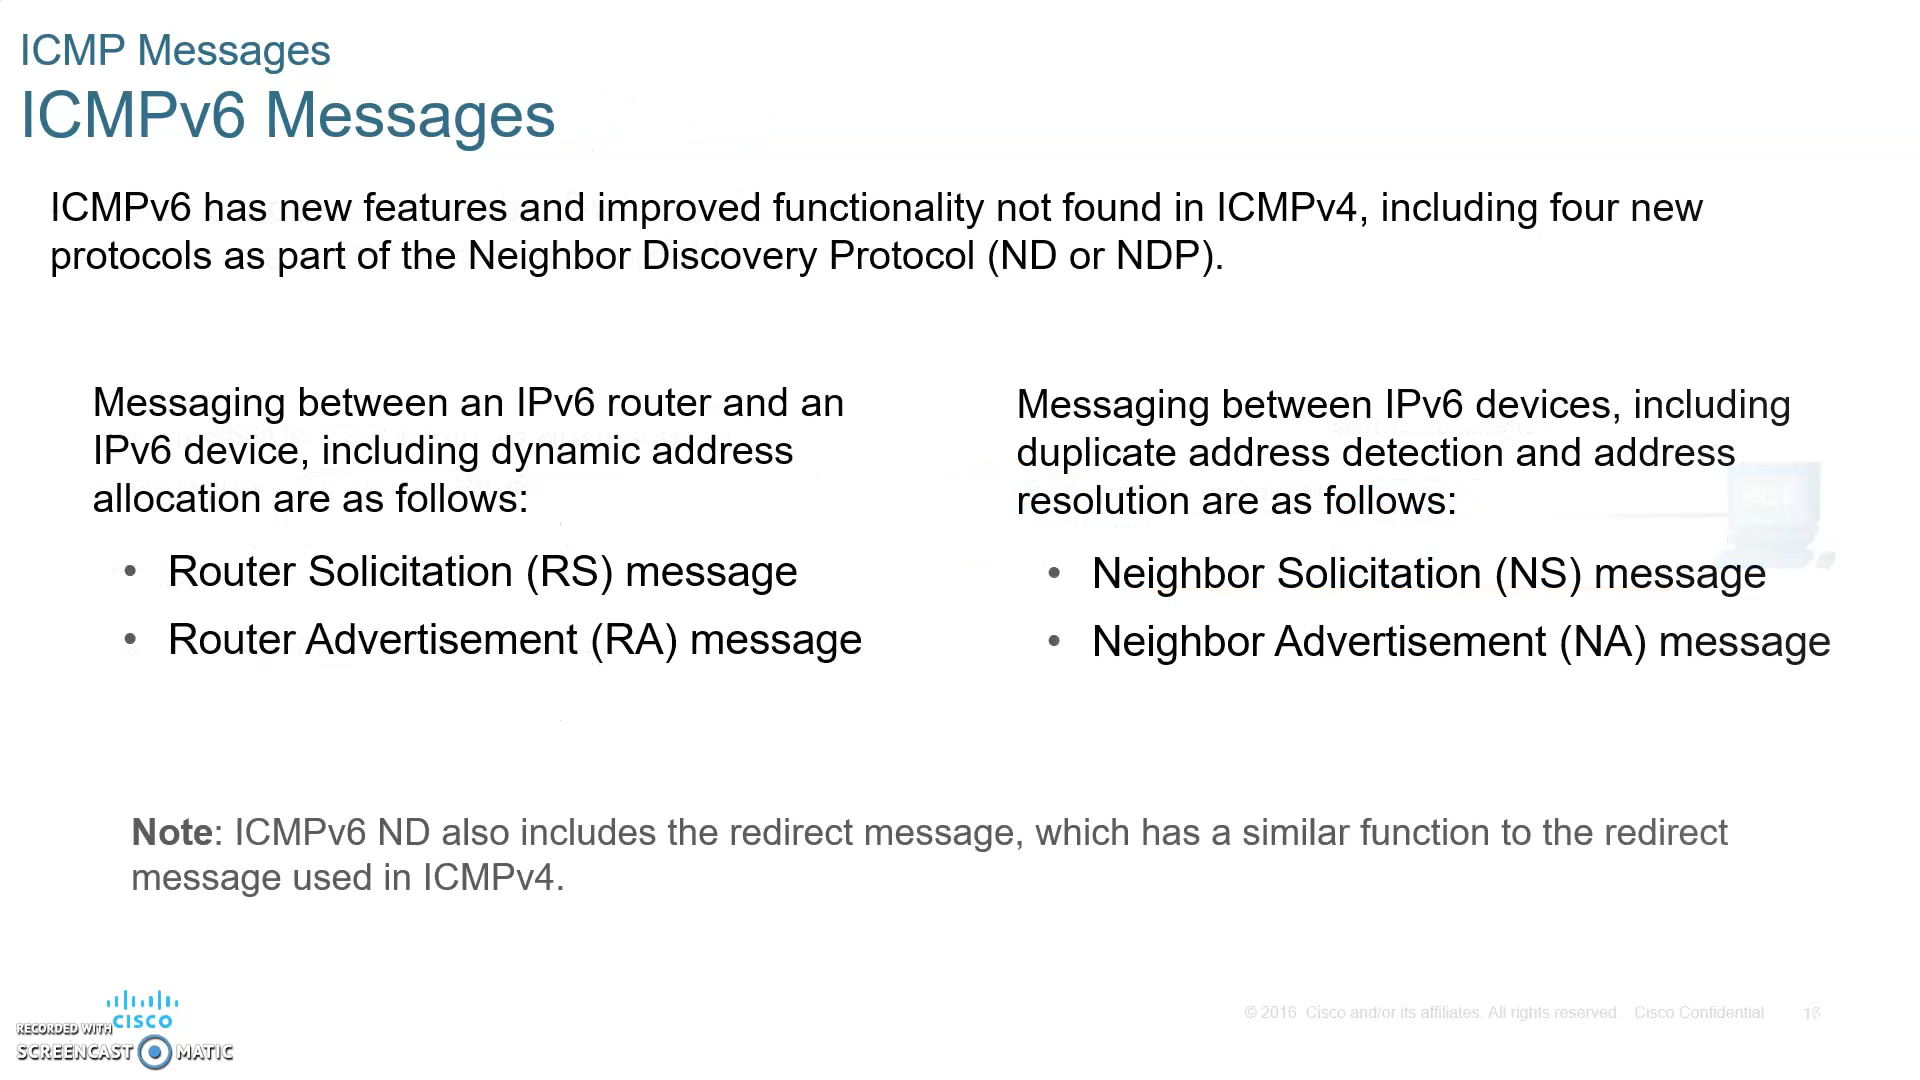 ICMP Messages
ICMPv6 Messages
ICMPv6 has new features and improved functionality not found in ICMPv4, including four new
protocols as part of the Neighbor Discovery Protocol (ND or NDP).
Messaging between an IPv6 router and an
IPv6 device, including dynamic address
allocation are as follows:
• Router Solicitation (RS) message
• Router Advertisement (RA) message
Messaging between IPv6 devices, including
duplicate address detection and address
resolution are as follows:
• Neighbor Solicitation (NS) message
• Neighbor Advertisement (NA) message
Note: ICMPv6 ND also includes the redirect message, which has a similar function to the redirect
message used in ICMPv4.
CISCO
RECORDED WITH
SCREENCAST MATIC
© 2016 Cisco and/or its affiliates. All rights reserved. Cisco Confidential